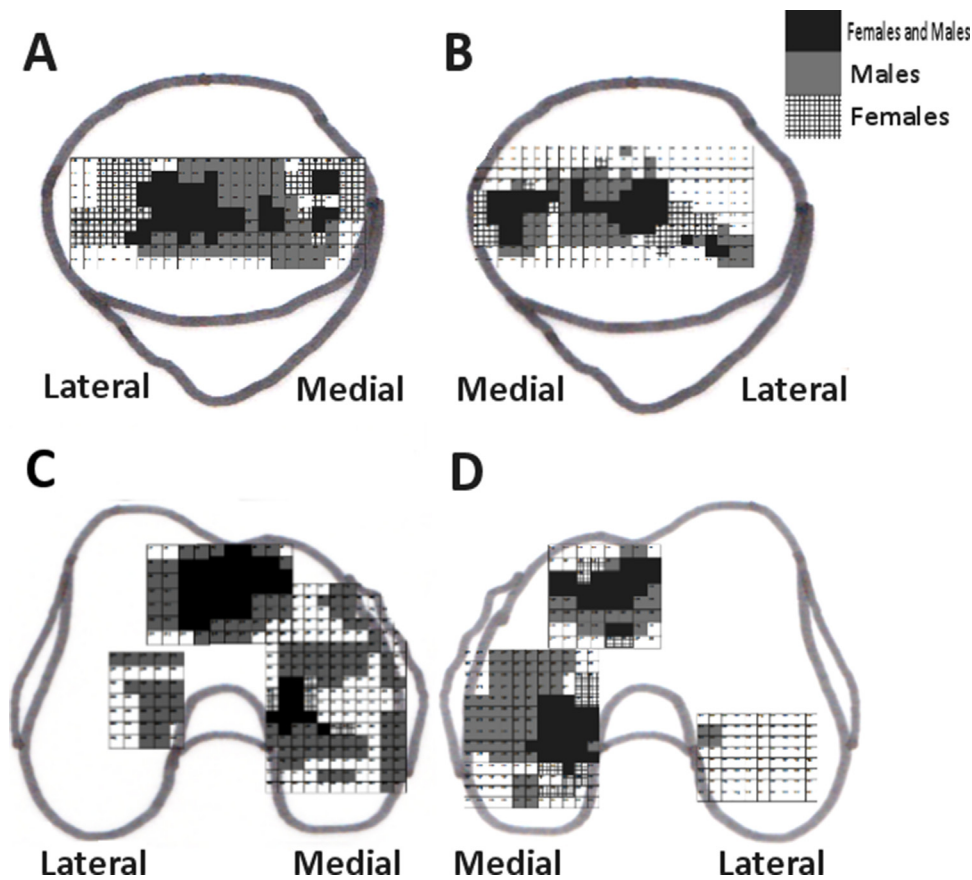 A
B
Females and Males
Males
Females
Lateral
Medial
Medial
Lateral
C
D
Lateral
Medial
Medial
Lateral